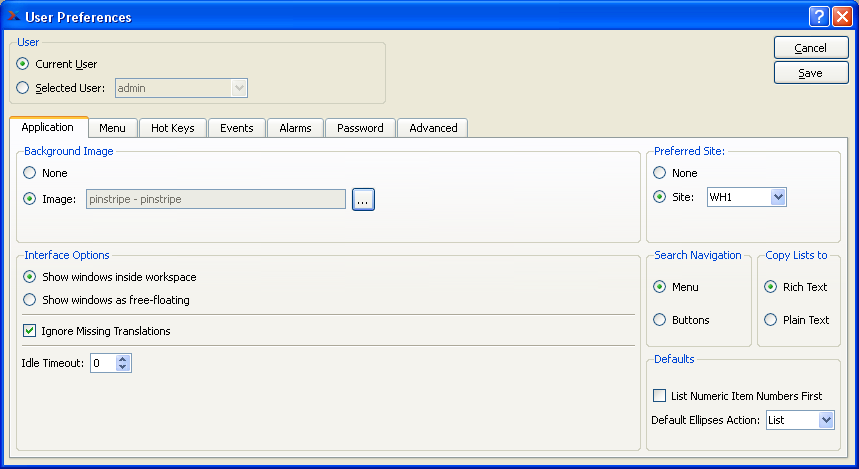 User Preferences
User
Current User
Selected User: admin
Cancel
Save
Application Menu Hot Keys Events Alarms Password Advanced
Background Image
None
Image: pinstripe - pinstripe ...
Preferred Site:
None
Site: WH1
Interface Options
Show windows inside workspace
Show windows as free-floating
Ignore Missing Translations
Idle Timeout: 0
Search Navigation
Menu
Buttons
Copy Lists to
Rich Text
Plain Text
Defaults
List Numeric Item Numbers First
Default Ellipses Action: List